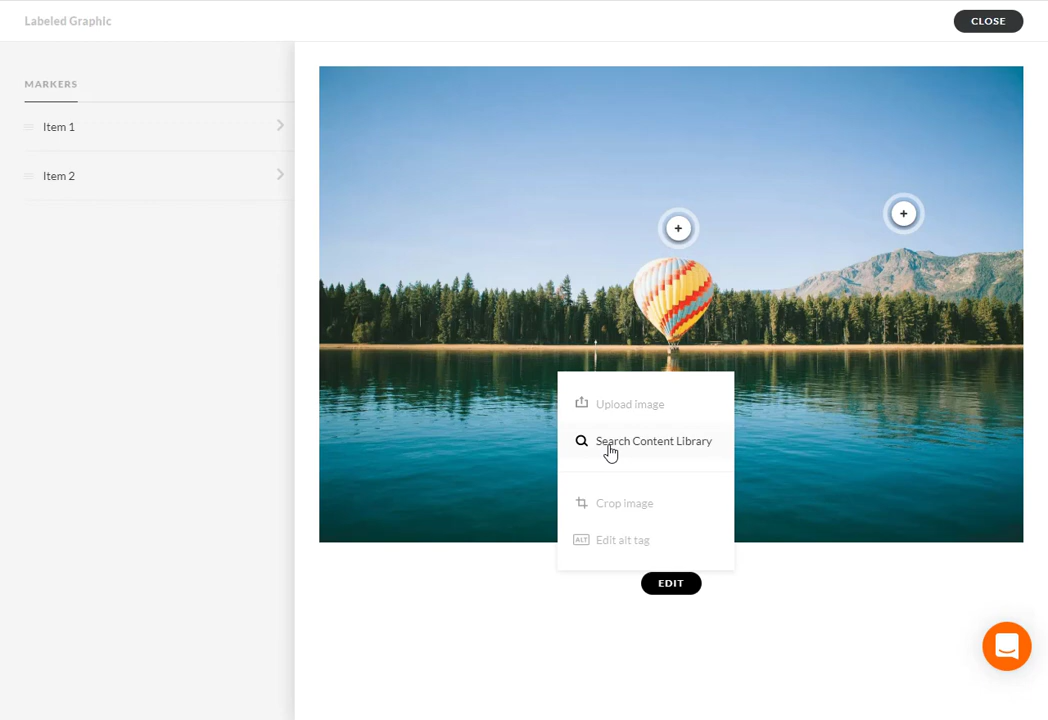 Labeled Graphic
CLOSE
MARKERS
Item 1
Item 2
Upload image
Search Content Library
Crop image
ALT Edit alt tag
EDIT